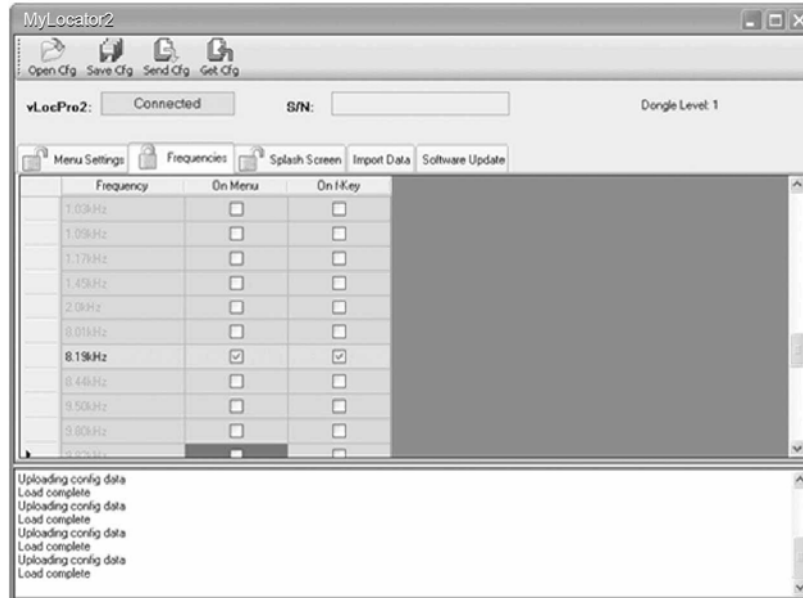 MyLocator2
Open Cfg Save Cfg Send Cfg Get Cfg
vLocPro2: Connected S/N: Dongle Level: 1
Menu Settings Frequencies Splash Screen Import Data Software Update
Frequency On Menu On f-Key
1.03kHz
1.09kHz
1.17kHz
1.45kHz
2.0kHz
8.01kHz
8.19kHz
8.44kHz
9.50kHz
9.80kHz
9.82kHz
Uploading config data
Load complete
Uploading config data
Load complete
Uploading config data
Load complete
Uploading config data
Load complete